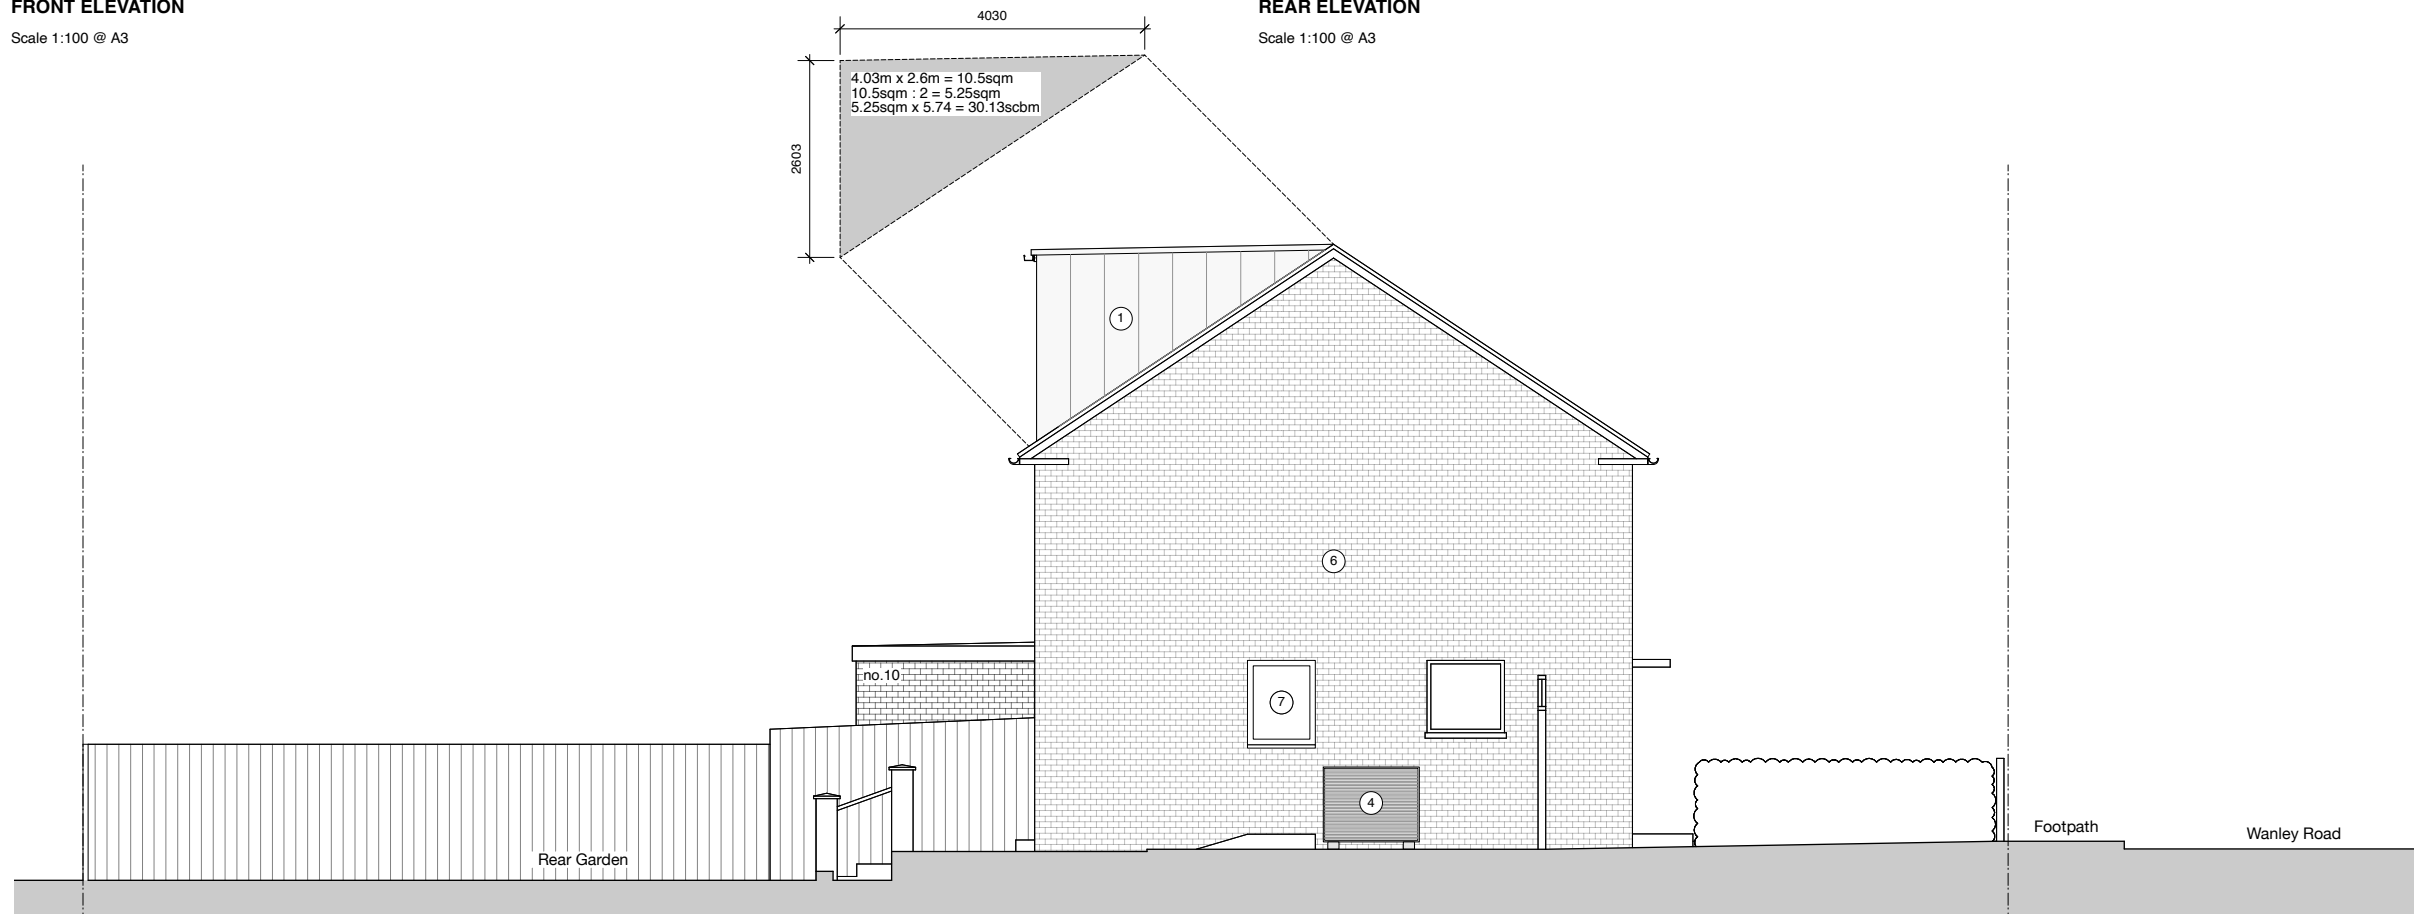 FRONT ELEVATION
Scale 1:100 @ A3
REAR ELEVATION
Scale 1:100 @ A3
4030
2603
4.03m x 2.6m = 10.5sqm
10.5sqm : 2 = 5.25sqm
5.25sqm x 5.74 = 30.13scbm
1
6
no.10
7
4
Rear Garden
Footpath
Wanley Road